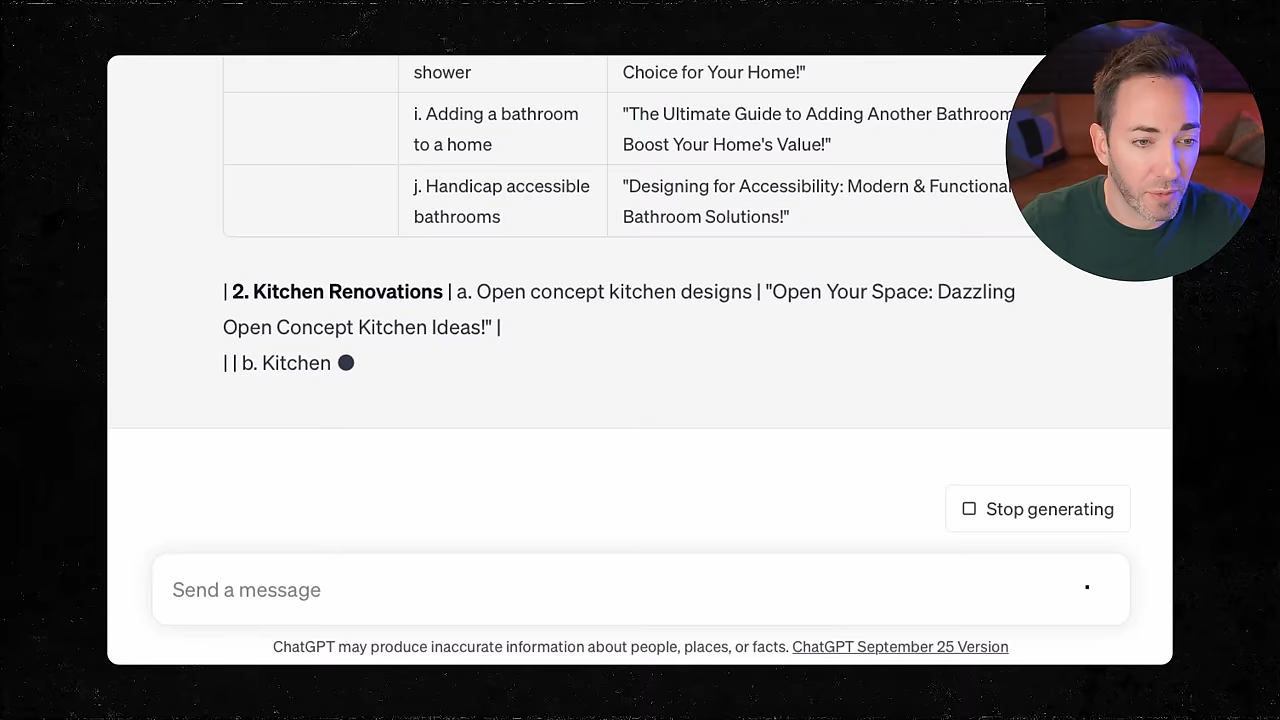 shower
Choice for Your Home!"
i. Adding a bathroom
to a home
"The Ultimate Guide to Adding Another Bathroom
Boost Your Home's Value!"
j. Handicap accessible
bathrooms
"Designing for Accessibility: Modern & Functional
Bathroom Solutions!"
| 2. Kitchen Renovations | a. Open concept kitchen designs | "Open Your Space: Dazzling
Open Concept Kitchen Ideas!" |
| | b. Kitchen
Stop generating
Send a message
ChatGPT may produce inaccurate information about people, places, or facts. ChatGPT September 25 Version